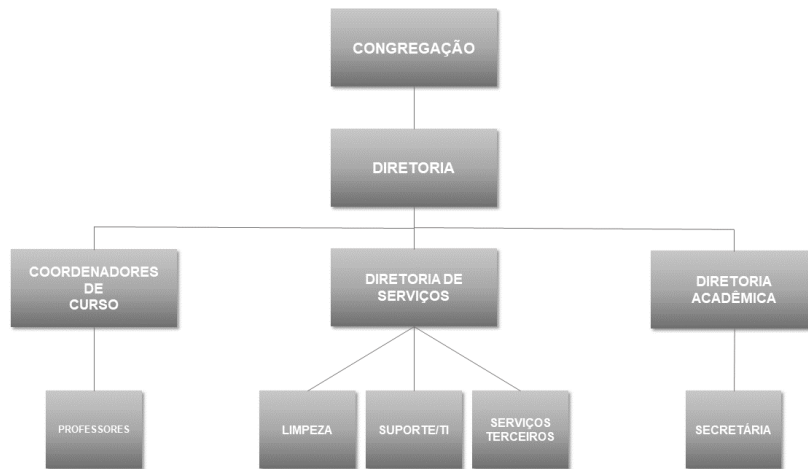 CONGREGAÇÃO
DIRETORIA
COORDENADORES
DE
CURSO
DIRETORIA DE
SERVIÇOS
DIRETORIA
ACADÊMICA
PROFESSORES
LIMPEZA
SUPORTE/TI
SERVIÇOS
TERCEIROS
SECRETÁRIA